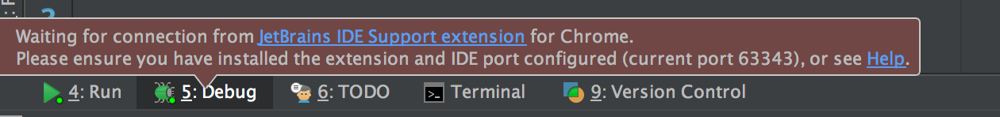 Waiting for connection from JetBrains IDE Support extension for Chrome.
Please ensure you have installed the extension and IDE port configured (current port 63343), or see Help.
4: Run 5: Debug 6: TODO Terminal 9: Version Control